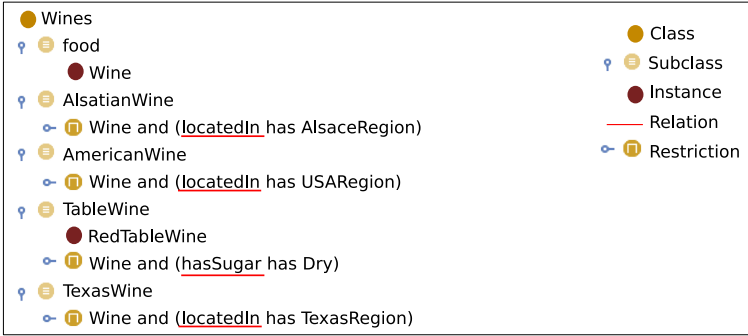 Wines
food
Wine
AlsatianWine
Wine and (locatedIn has AlsaceRegion)
AmericanWine
Wine and (locatedIn has USARegion)
TableWine
RedTableWine
Wine and (hasSugar has Dry)
TexasWine
Wine and (locatedIn has TexasRegion)
Class
Subclass
Instance
Relation
Restriction